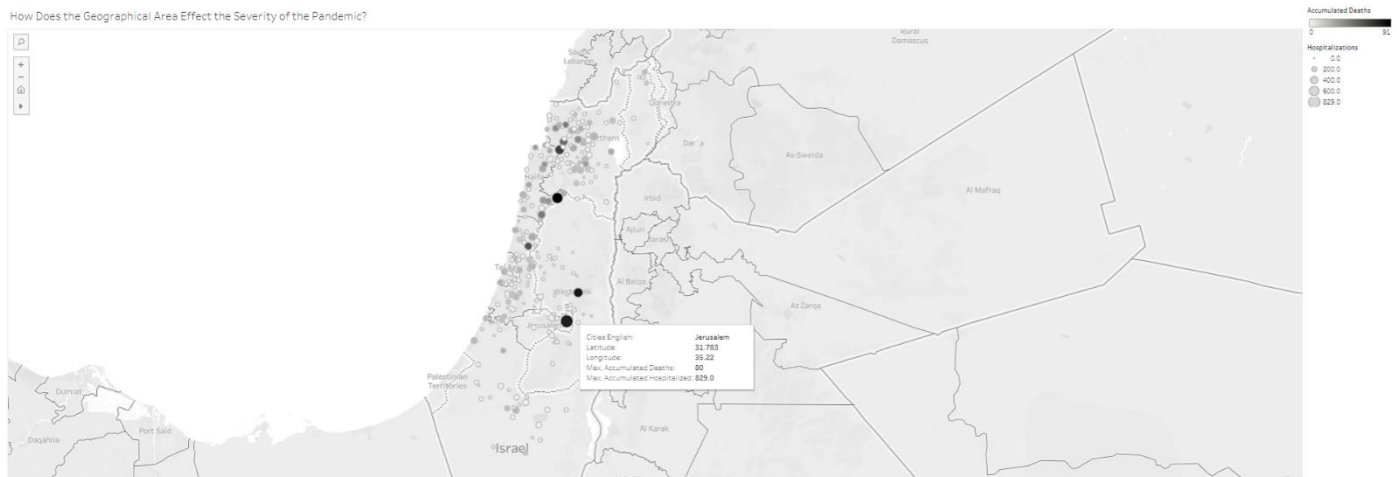 How Does the Geographical Area Effect the Severity of the Pandemic?
Accumulated Deaths
0
91
Hospitalizations
0.0
200.0
400.0
600.0
829.0
Rural
Damascus
South
Lebanon
Quneitra
Dar`a
As-Sweida
Haifa
Irbid
Al Mafraq
Ajlun
Jarash
Al Balqa
Az Zarqa
Cities English: Jerusalem
Latitude: 31.783
Longitude: 35.22
Max. Accumulated Deaths: 80
Max. Accumulated Hospitalized: 829.0
Palestinian
Territories
Dumiat
Port Said
Daqahlia
Al Karak
Israel